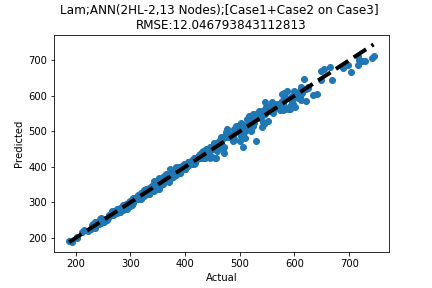 Lam;ANN(2HL-2,13 Nodes);[Case1+Case2 on Case3]
RMSE:12.046793843112813
700
600
500
400
300
200
Predicted
200 300 400 500 600 700
Actual